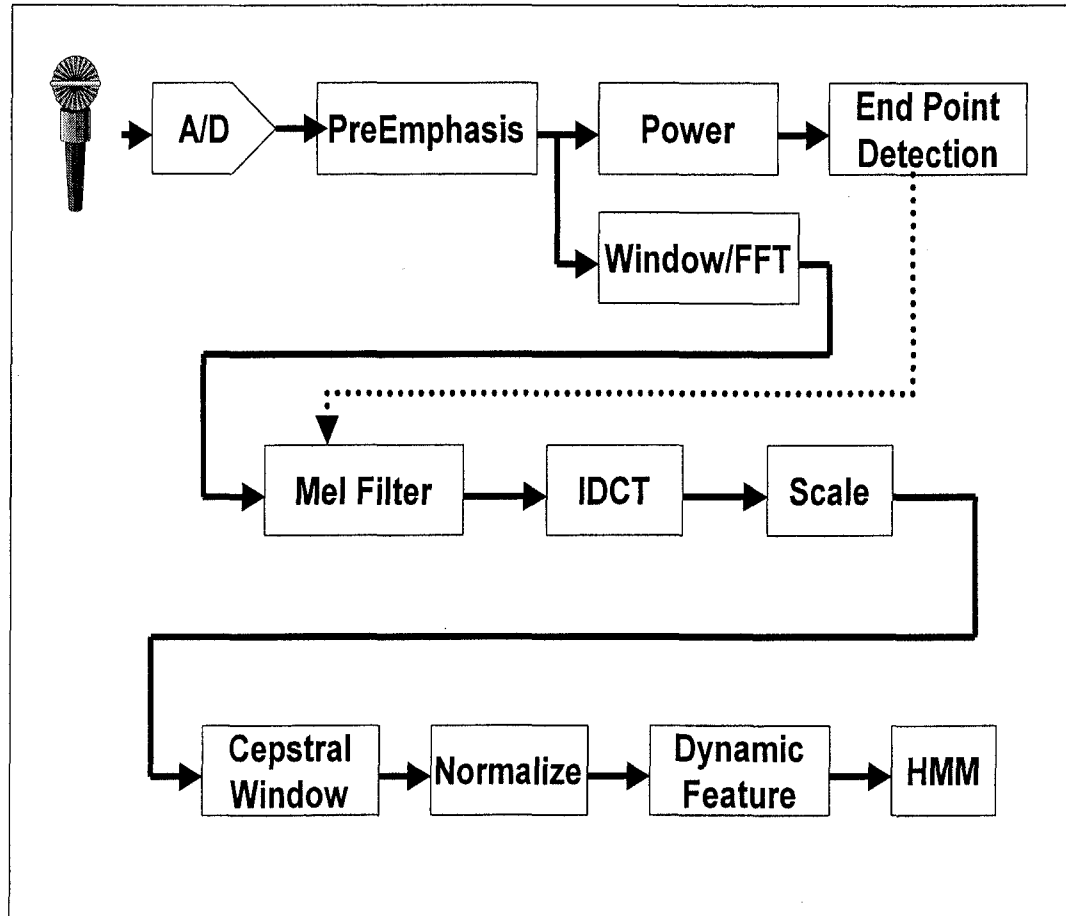 A/D
PreEmphasis
Power
End Point
Detection
Window/FFT
Mel Filter
IDCT
Scale
Cepstral
Window
Normalize
Dynamic
Feature
HMM